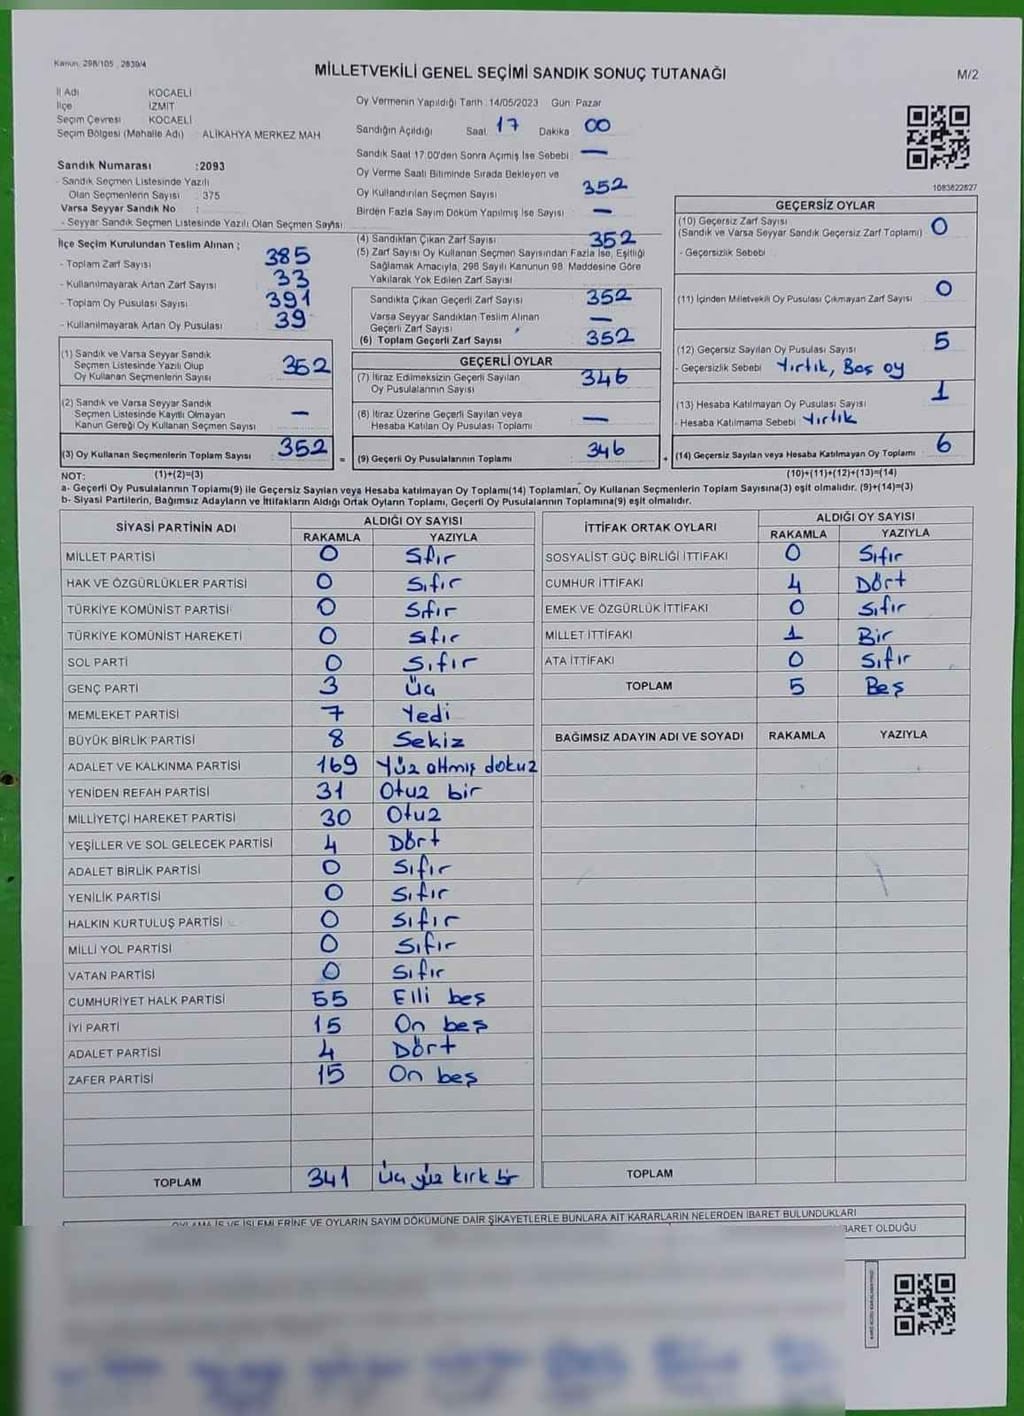 Kanun: 298/105, 2839/4
MİLLETVEKİLİ GENEL SEÇİMİ SANDIK SONUÇ TUTANAĞI
M/2
İl Adı KOCAELİ
İlçe İZMİT
Seçim Çevresi KOCAELİ
Seçim Bölgesi (Mahalle Adı) : ALİKAHYA MERKEZ MAH
Sandık Numarası :2093
- Sandık Seçmen Listesinde Yazılı
Olan Seçmenlerin Sayısı : 375
Varsa Seyyar Sandık No :
- Seyyar Sandık Seçmen Listesinde Yazılı Olan Seçmen Sayısı
İlçe Seçim Kurulundan Teslim Alınan ;
- Toplam Zarf Sayısı 385
- Kullanılmayarak Artan Zarf Sayısı 33
- Toplam Oy Pusulası Sayısı 391
- Kullanılmayarak Artan Oy Pusulası 39
(1) Sandık ve Varsa Seyyar Sandık
Seçmen Listesinde Yazılı Olup
Oy Kullanan Seçmenlerin Sayısı 352
(2) Sandık ve Varsa Seyyar Sandık
Seçmen Listesinde Kayıtlı Olmayan
Kanun Gereği Oy Kullanan Seçmen Sayısı —
(3) Oy Kullanan Seçmenlerin Toplam Sayısı 352
Oy Vermenin Yapıldığı Tarih :14/05/2023 Gün: Pazar
Sandığın Açıldığı Saat 17 Dakika 00
Sandık Saat 17:00'den Sonra Açılmış İse Sebebi —
Oy Verme Saati Bitiminde Sırada Bekleyen ve
Oy Kullandırılan Seçmen Sayısı 352
Birden Fazla Sayım Döküm Yapılmış İse Sayısı —
(4) Sandıktan Çıkan Zarf Sayısı 352
(5) Zarf Sayısı Oy Kullanan Seçmen Sayısından Fazla İse, Eşitliği
Sağlamak Amacıyla, 298 Sayılı Kanunun 98. Maddesine Göre
Yakılarak Yok Edilen Zarf Sayısı
Sandıkta Çıkan Geçerli Zarf Sayısı 352
Varsa Seyyar Sandıktan Teslim Alınan
Geçerli Zarf Sayısı —
(6) Toplam Geçerli Zarf Sayısı 352
GEÇERLİ OYLAR
(7) İtiraz Edilmeksizin Geçerli Sayılan
Oy Pusulalarının Sayısı 346
(8) İtiraz Üzerine Geçerli Sayılan veya
Hesaba Katılan Oy Pusulası Toplamı —
= (9) Geçerli Oy Pusulalarının Toplamı 346 +
1083622827
GEÇERSİZ OYLAR
(10) Geçersiz Zarf Sayısı
(Sandık ve Varsa Seyyar Sandık Geçersiz Zarf Toplamı) 0
- Geçersizlik Sebebi
(11) İçinden Milletvekili Oy Pusulası Çıkmayan Zarf Sayısı 0
(12) Geçersiz Sayılan Oy Pusulası Sayısı 5
- Geçersizlik Sebebi Yırtık, Boş oy
(13) Hesaba Katılmayan Oy Pusulası Sayısı 1
- Hesaba Katılmama Sebebi Yırtık
(14) Geçersiz Sayılan veya Hesaba Katılmayan Oy Toplamı 6
NOT: (1)+(2)=(3) (10)+(11)+(12)+(13)=(14)
a- Geçerli Oy Pusulalarının Toplamı(9) ile Geçersiz Sayılan veya Hesaba katılmayan Oy Toplamı(14) Toplamları, Oy Kullanan Seçmenlerin Toplam Sayısına(3) eşit olmalıdır. (9)+(14)=(3)
b- Siyasi Partilerin, Bağımsız Adayların ve İttifakların Aldığı Ortak Oyların Toplamı, Geçerli Oy Pusulalarının Toplamına(9) eşit olmalıdır.
SİYASİ PARTİNİN ADI ALDIĞI OY SAYISI
RAKAMLA YAZIYLA
MİLLET PARTİSİ 0 Sıfır
HAK VE ÖZGÜRLÜKLER PARTİSİ 0 Sıfır
TÜRKİYE KOMÜNİST PARTİSİ 0 Sıfır
TÜRKİYE KOMÜNİST HAREKETİ 0 Sıfır
SOL PARTİ 0 Sıfır
GENÇ PARTİ 3 Üç
MEMLEKET PARTİSİ 7 Yedi
BÜYÜK BİRLİK PARTİSİ 8 Sekiz
ADALET VE KALKINMA PARTİSİ 169 Yüz altmış dokuz
YENİDEN REFAH PARTİSİ 31 Otuz bir
MİLLİYETÇİ HAREKET PARTİSİ 30 Otuz
YEŞİLLER VE SOL GELECEK PARTİSİ 4 Dört
ADALET BİRLİK PARTİSİ 0 Sıfır
YENİLİK PARTİSİ 0 Sıfır
HALKIN KURTULUŞ PARTİSİ 0 Sıfır
MİLLİ YOL PARTİSİ 0 Sıfır
VATAN PARTİSİ 0 Sıfır
CUMHURİYET HALK PARTİSİ 55 Elli beş
İYİ PARTİ 15 On beş
ADALET PARTİSİ 4 Dört
ZAFER PARTİSİ 15 On beş
TOPLAM 341 Üç yüz kırk bir
İTTİFAK ORTAK OYLARI ALDIĞI OY SAYISI
RAKAMLA YAZIYLA
SOSYALİST GÜÇ BİRLİĞİ İTTİFAKI 0 Sıfır
CUMHUR İTTİFAKI 4 Dört
EMEK VE ÖZGÜRLÜK İTTİFAKI 0 Sıfır
MİLLET İTTİFAKI 1 Bir
ATA İTTİFAKI 0 Sıfır
TOPLAM 5 Beş
BAĞIMSIZ ADAYIN ADI VE SOYADI RAKAMLA YAZIYLA
TOPLAM
OYLAMA İŞ VE İŞLEMLERİNE VE OYLARIN SAYIM DÖKÜMÜNE DAİR ŞİKAYETLERLE BUNLARA AİT KARARLARIN NELERDEN İBARET BULUNDUKLARI
BARET OLDUĞU